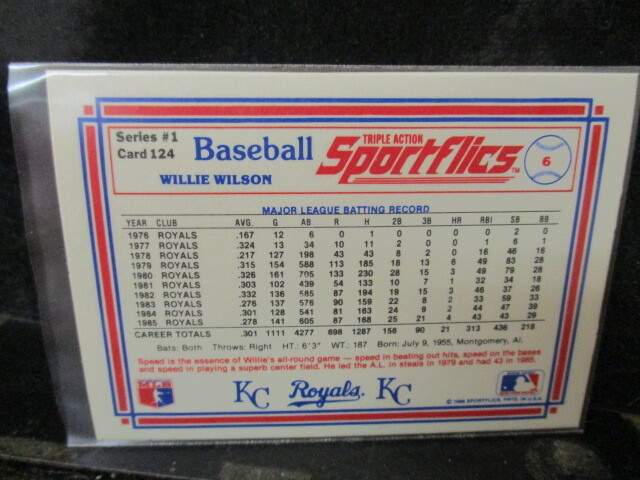 Series #1
Card 124
Baseball
TRIPLE ACTION
Sportflics™
6
WILLIE WILSON
MAJOR LEAGUE BATTING RECORD
YEAR CLUB AVG. G AB R H 2B 3B HR RBI SB BB
1976 ROYALS .167 12 6 0 1 0 0 0 0 2 0
1977 ROYALS .324 13 34 10 11 2 0 0 1 6 1
1978 ROYALS .217 127 198 43 43 8 2 0 16 46 16
1979 ROYALS .315 154 588 113 185 18 13 6 49 83 28
1980 ROYALS .326 161 705 133 230 28 15 3 49 79 28
1981 ROYALS .303 102 439 54 133 10 7 1 32 34 18
1982 ROYALS .332 136 585 87 194 19 15 3 46 37 26
1983 ROYALS .276 137 576 90 159 22 8 2 33 59 33
1984 ROYALS .301 128 541 81 163 24 9 2 44 47 39
1985 ROYALS .278 141 605 87 168 25 21 4 43 43 29
CAREER TOTALS .301 1111 4277 698 1287 156 90 21 313 436 218
Bats: Both Throws: Right HT.: 6'3" WT.: 187 Born: July 9, 1955, Montgomery, Al.
Speed is the essence of Willie's all-round game — speed in beating out hits, speed on the bases
and speed in playing a superb center field. He led the A.L. in steals in 1979 and had 43 in 1985.
KC Royals. KC
© 1986 SPORTFLICS, PRTD. IN U.S.A.